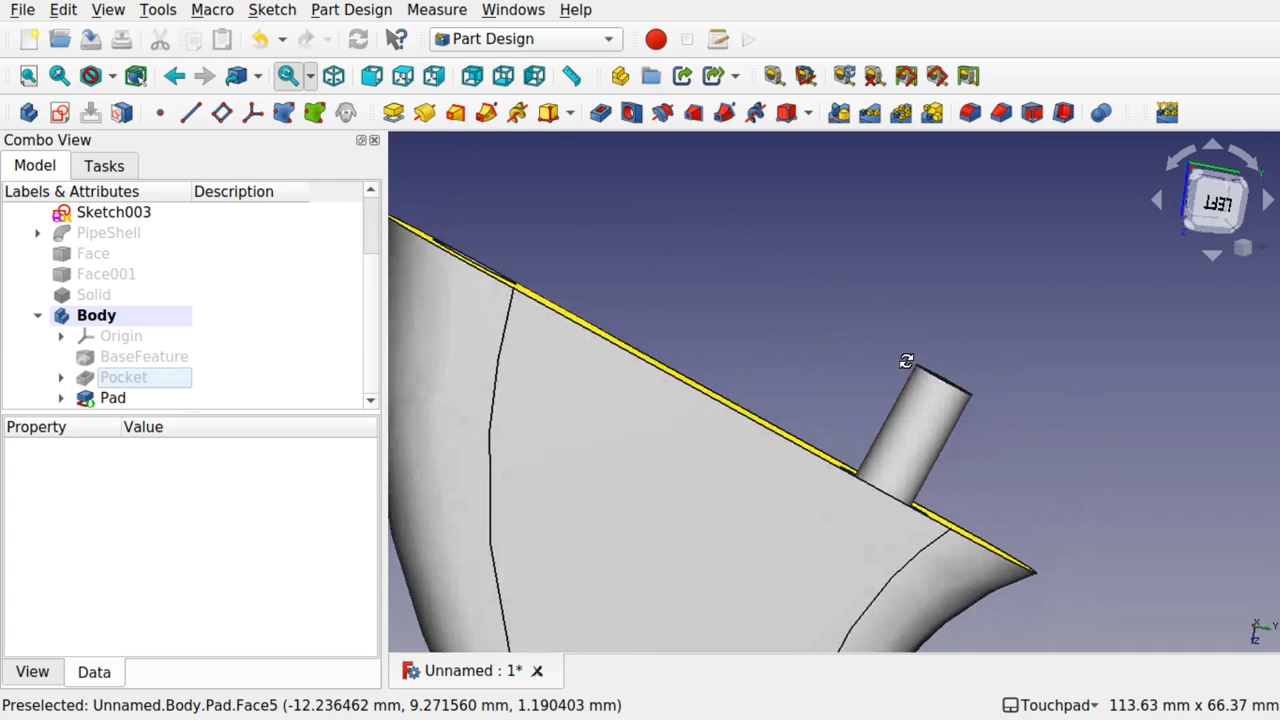 File Edit View Tools Macro Sketch Part Design Measure Windows Help
Part Design
Combo View
Model Tasks
Labels & Attributes Description
Sketch003
PipeShell
Face
Face001
Solid
Body
Origin
BaseFeature
Pocket
Pad
Property Value
View Data
LEFT
Y
Z
X
Y
Z
Unnamed : 1*
Preselected: Unnamed.Body.Pad.Face5 (-12.236462 mm, 9.271560 mm, 1.190403 mm)
Touchpad 113.63 mm x 66.37 mm